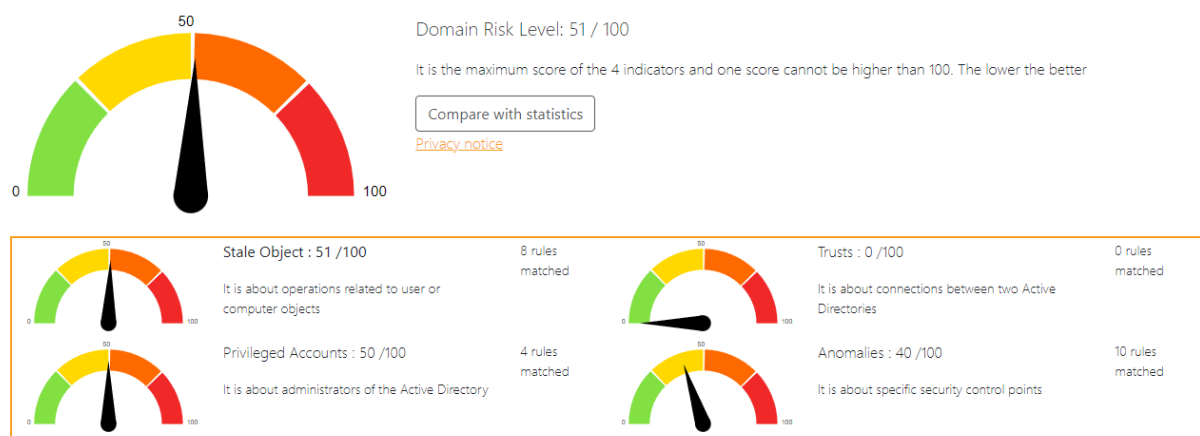 50
0
100
Domain Risk Level: 51 / 100
It is the maximum score of the 4 indicators and one score cannot be higher than 100. The lower the better
Compare with statistics
Privacy notice
50
0
100
Stale Object : 51 /100
8 rules
matched
It is about operations related to user or
computer objects
50
0
100
Trusts : 0 /100
0 rules
matched
It is about connections between two Active
Directories
50
0
100
Privileged Accounts : 50 /100
4 rules
matched
It is about administrators of the Active Directory
50
0
100
Anomalies : 40 /100
10 rules
matched
It is about specific security control points